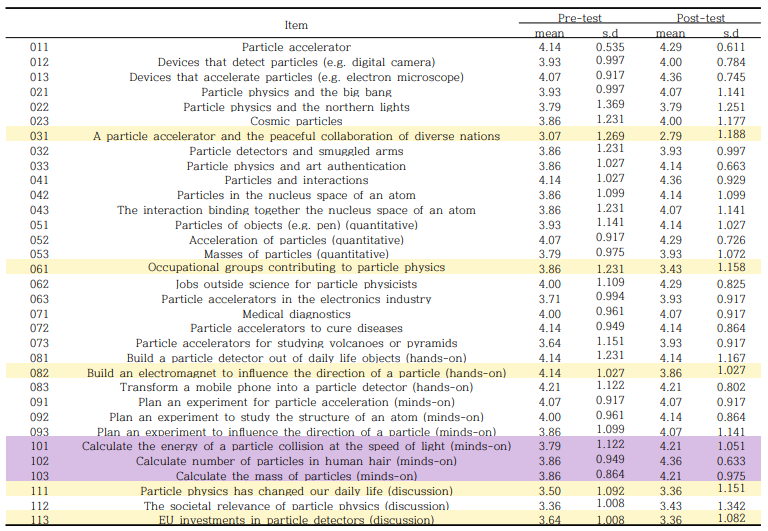 Item Pre-test Post-test
mean s.d mean s.d
011 Particle accelerator 4.14 0.535 4.29 0.611
012 Devices that detect particles (e.g. digital camera) 3.93 0.997 4.00 0.784
013 Devices that accelerate particles (e.g. electron microscope) 4.07 0.917 4.36 0.745
021 Particle physics and the big bang 3.93 0.997 4.07 1.141
022 Particle physics and the northern lights 3.79 1.369 3.79 1.251
023 Cosmic particles 3.86 1.231 4.00 1.177
031 A particle accelerator and the peaceful collaboration of diverse nations 3.07 1.269 2.79 1.188
032 Particle detectors and smuggled arms 3.86 1.231 3.93 0.997
033 Particle physics and art authentication 3.86 1.027 4.14 0.663
041 Particles and interactions 4.14 1.027 4.36 0.929
042 Particles in the nucleus space of an atom 3.86 1.099 4.14 1.099
043 The interaction binding together the nucleus space of an atom 3.86 1.231 4.07 1.141
051 Particles of objects (e.g. pen) (quantitative) 3.93 1.141 4.14 1.027
052 Acceleration of particles (quantitative) 4.07 0.917 4.29 0.726
053 Masses of particles (quantitative) 3.79 0.975 3.93 1.072
061 Occupational groups contributing to particle physics 3.86 1.231 3.43 1.158
062 Jobs outside science for particle physicists 4.00 1.109 4.29 0.825
063 Particle accelerators in the electronics industry 3.71 0.994 3.93 0.917
071 Medical diagnostics 4.00 0.961 4.07 0.917
072 Particle accelerators to cure diseases 4.14 0.949 4.14 0.864
073 Particle accelerators for studying volcanoes or pyramids 3.64 1.151 3.93 0.917
081 Build a particle detector out of daily life objects (hands-on) 4.14 1.231 4.14 1.167
082 Build an electromagnet to influence the direction of a particle (hands-on) 4.14 1.027 3.86 1.027
083 Transform a mobile phone into a particle detector (hands-on) 4.21 1.122 4.21 0.802
091 Plan an experiment for particle acceleration (minds-on) 4.07 0.917 4.07 0.917
092 Plan an experiment to study the structure of an atom (minds-on) 4.00 0.961 4.14 0.864
093 Plan an experiment to influence the direction of a particle (minds-on) 3.86 1.099 4.07 1.141
101 Calculate the energy of a particle collision at the speed of light (minds-on) 3.79 1.122 4.21 1.051
102 Calculate number of particles in human hair (minds-on) 3.86 0.949 4.36 0.633
103 Calculate the mass of particles (minds-on) 3.86 0.864 4.21 0.975
111 Particle physics has changed our daily life (discussion) 3.50 1.092 3.36 1.151
112 The societal relevance of particle physics (discussion) 3.36 1.008 3.43 1.342
113 EU investments in particle detectors (discussion) 3.64 1.008 3.36 1.082